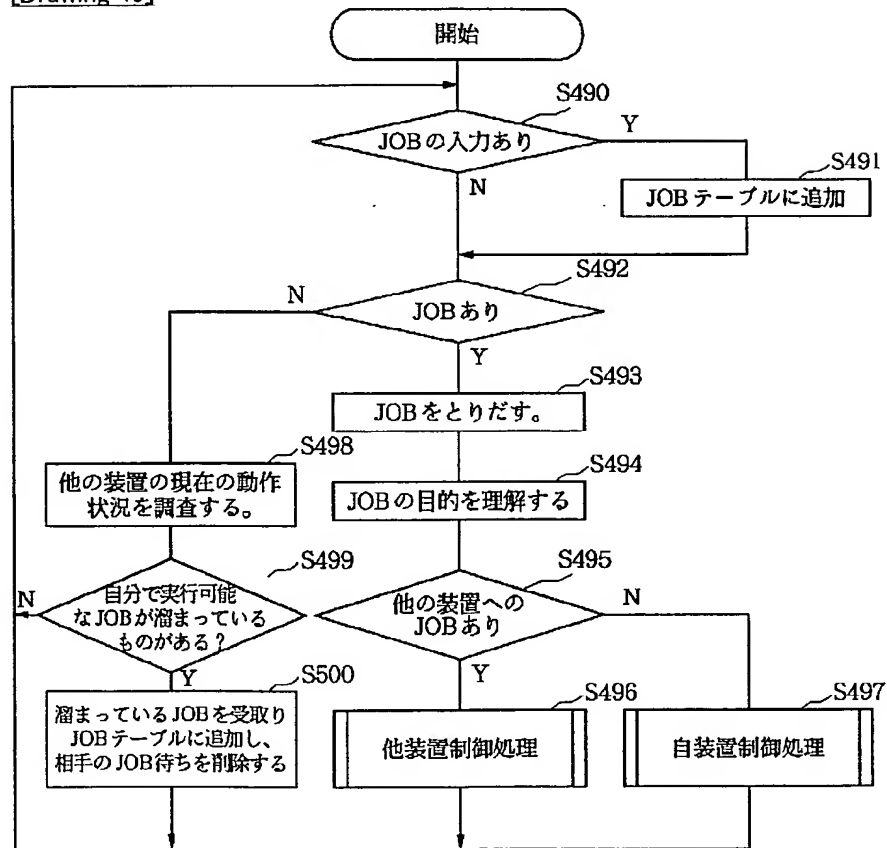 開始
S490
JOBの入力あり
Y
N
S491
JOBテーブルに追加
S492
JOBあり
N
Y
S493
JOBをとりだす。
S498
他の装置の現在の動作
状況を調査する。
S494
JOBの目的を理解する
S499
自分で実行可能
なJOBが溜まっている
ものがある?
N
Y
S495
他の装置への
JOBあり
N
Y
S500
溜まっているJOBを受取り
JOBテーブルに追加し、
相手のJOB待ちを削除する
S496
他装置制御処理
S497
自装置制御処理